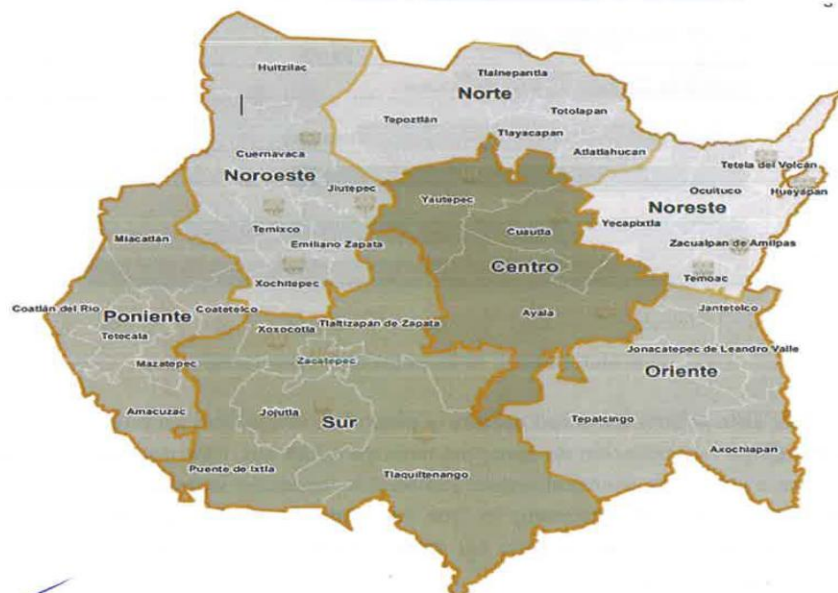 Huitzilac
Tlalnepantla
Norte
Totolapan
Tepoztlán
Tlayacapan
Atlatlahucan
Cuernavaca
Noroeste
Jiutepec
Temixco
Emiliano Zapata
Xochitepec
Tetela del Volcán
Ocuituco
Hueyapan
Noreste
Yecapixtla
Zacualpan de Amilpas
Temoac
Yautepec
Cuautla
Centro
Ayala
Miacatlán
Coatlán del Río
Poniente
Coatetelco
Tetecala
Mazatepec
Amacuzac
Xoxocotla
Tlaltizapán de Zapata
Zacatepec
Jojutla
Sur
Puente de Ixtla
Tlaquiltenango
Jantetelco
Jonacatepec de Leandro Valle
Oriente
Tepalcingo
Axochiapan